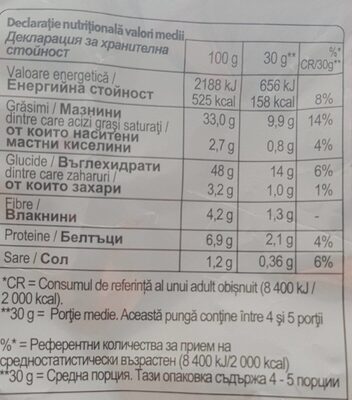 Declarație nutrițională valori medii
Декларация за хранителна
стойност
100 g 30 g** %* CR/30g**
Valoare energetică /
Енергийна стойност
2188 kJ 656 kJ
525 kcal 158 kcal 8%
Grăsimi / Мазнини 33,0 g 9,9 g 14%
dintre care acizi grași saturați /
от които наситени
мастни киселини 2,7 g 0,8 g 4%
Glucide / Въглехидрати 48 g 14 g 6%
dintre care zaharuri /
от които захари 3,2 g 1,0 g 1%
Fibre /
Влакнини 4,2 g 1,3 g -
Proteine / Белтъци 6,9 g 2,1 g 4%
Sare / Сол 1,2 g 0,36 g 6%
*CR = Consumul de referință al unui adult obișnuit (8 400 kJ /
2 000 kcal).
**30 g = Porție medie. Această pungă conține între 4 și 5 porții
%* = Референтни количества за прием на
средностатистически възрастен (8 400 kJ/2 000 kcal)
**30 g = Средна порция. Тази опаковка съдържа 4 - 5 порции